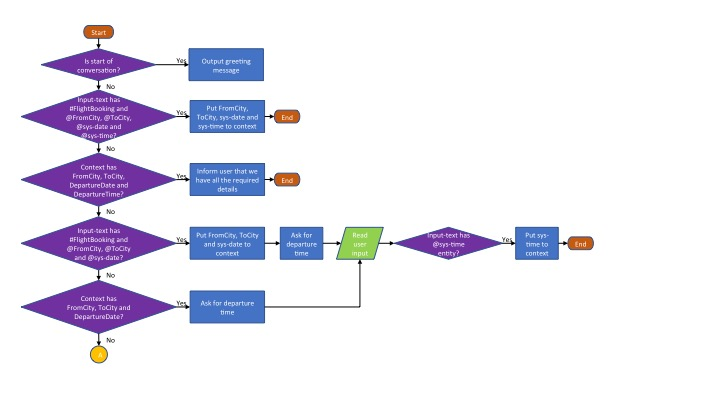 Start
Is start of
conversation?
Yes
Output greeting
message
No
Input-text has
#FlightBooking and
@FromCity, @ToCity,
@sys-date and
@sys-time?
Yes
Put FromCity,
ToCity, sys-date and
sys-time to context
End
No
Context has
FromCity, ToCity,
DepartureDate and
DepartureTime?
Yes
Inform user that we
have all the required
details
End
No
Input-text has
#FlightBooking and
@FromCity, @ToCity
and @sys-date?
Yes
Put FromCity, ToCity
and sys-date to
context
Ask for
departure
time
Read
user
input
Input-text has
@sys-time
entity?
Yes
Put sys-
time to
context
End
No
Context has
FromCity, ToCity and
DepartureDate?
Yes
Ask for departure
time
No
A